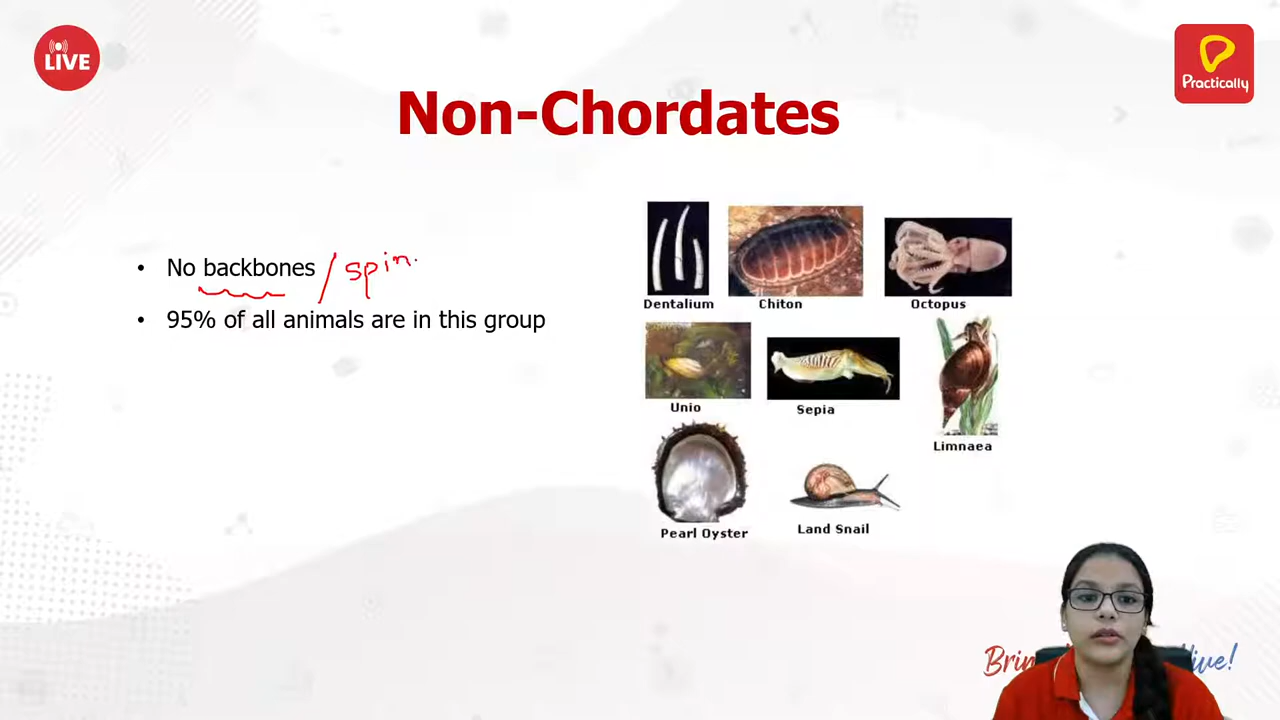 LIVE
Practically
Non-Chordates
• No backbones / spin
• 95% of all animals are in this group
Dentalium
Chiton
Octopus
Unio
Sepia
Limnaea
Pearl Oyster
Land Snail